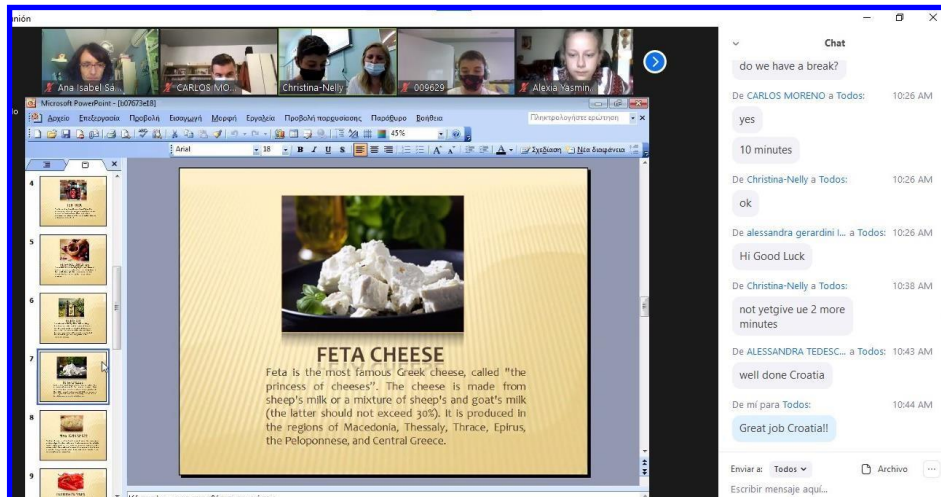 unión
Ana Isabel Sá...
CARLOS MO...
Christina-Nelly
009629
Alexia Yasmin
Microsoft PowerPoint - [b07673e18]
Αρχείο Επεξεργασία Προβολή Εισαγωγή Μορφή Εργαλεία Προβολή παρουσίασης Παράθυρο Βοήθεια
Πληκτρολογήστε ερώτηση
45%
Arial 18 B I U S Σχεδίαση Νέα διαφάνεια
4
5
6
7
8
9
FETA CHEESE
Feta is the most famous Greek cheese, called "the
princess of cheeses". The cheese is made from
sheep's milk or a mixture of sheep's and goat's milk
(the latter should not exceed 30%). It is produced in
the regions of Macedonia, Thessaly, Thrace, Epirus,
the Peloponnese, and Central Greece.
Chat
do we have a break?
De CARLOS MORENO a Todos: 10:26 AM
yes
10 minutes
De Christina-Nelly a Todos: 10:26 AM
ok
De alessandra gerardini I... a Todos: 10:26 AM
Hi Good Luck
De Christina-Nelly a Todos: 10:38 AM
not yetgive ue 2 more
minutes
De ALESSANDRA TEDESC... a Todos: 10:43 AM
well done Croatia
De mí para Todos: 10:44 AM
Great job Croatia!!
Enviar a: Todos Archivo
Escribir mensaje aquí...